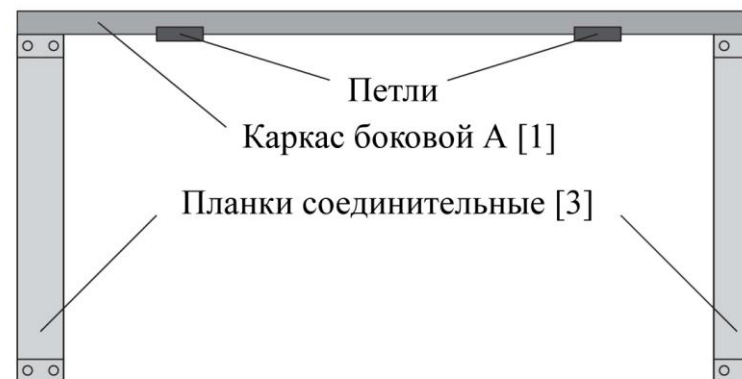 Петли
Каркас боковой А [1]
Планки соединительные [3]